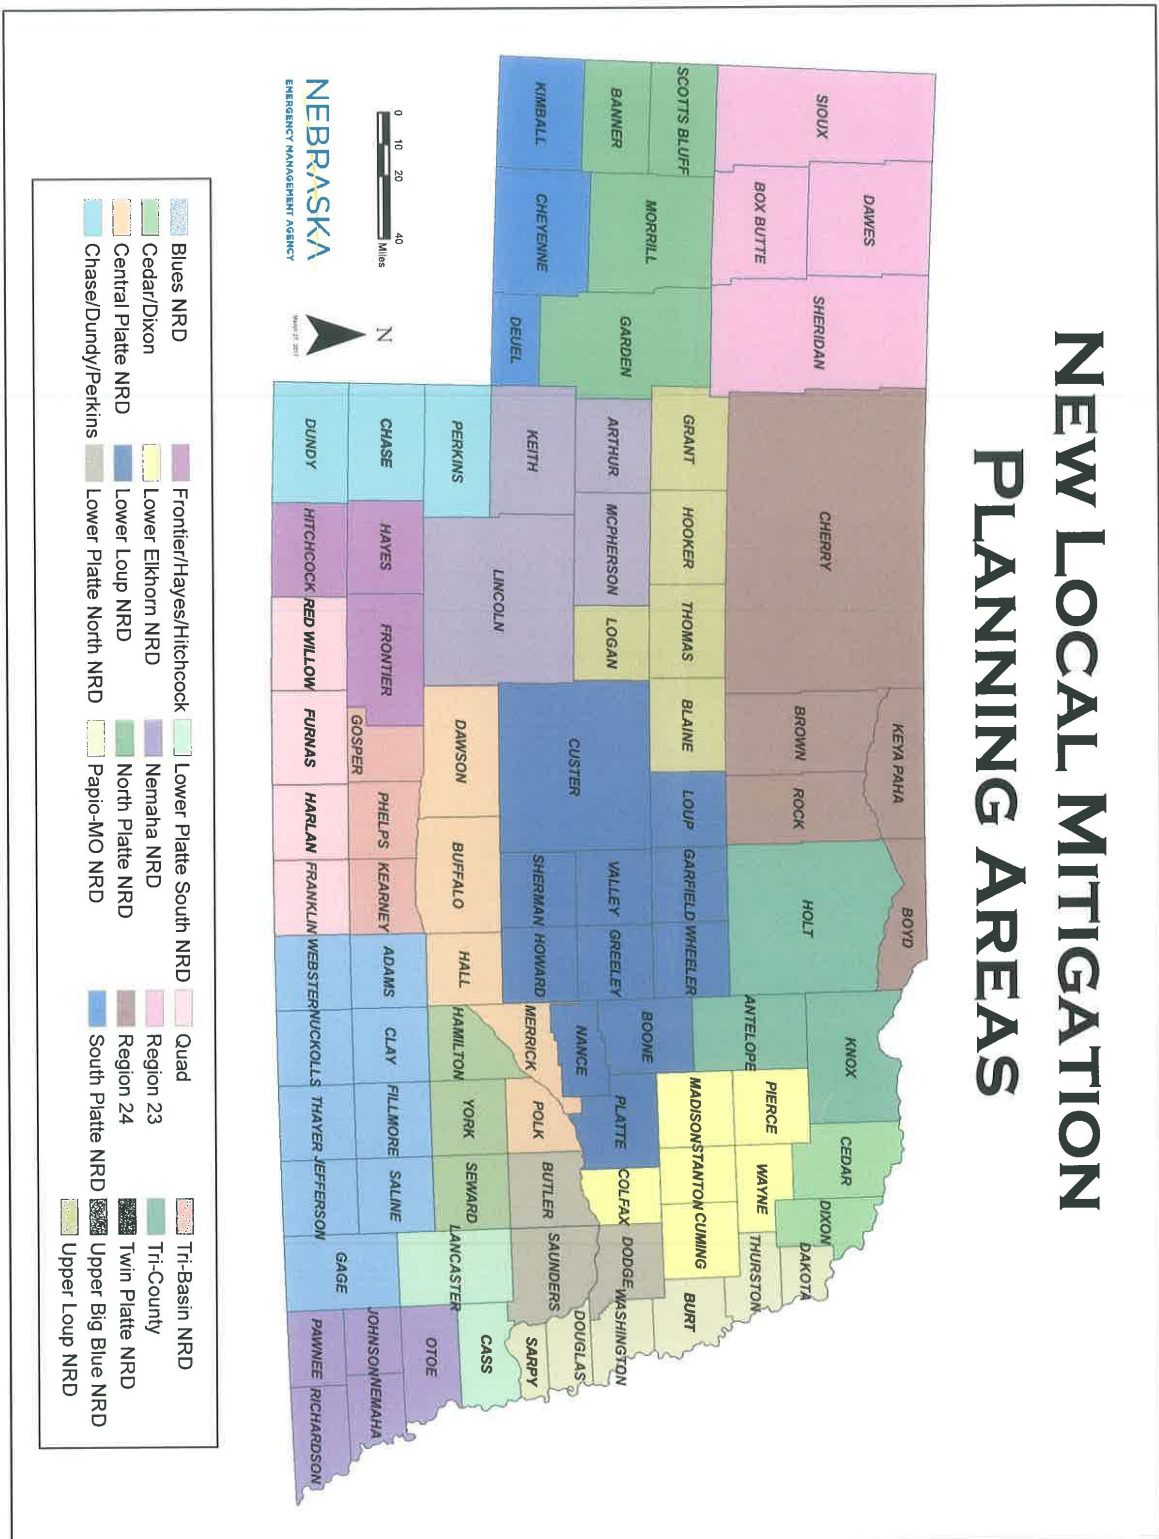 NEW LOCAL MITIGATION
PLANNING AREAS
SIOUX
DAWES
BOX BUTTE
SHERIDAN
SCOTTS BLUFF
BANNER
MORRILL
GARDEN
KIMBALL
CHEYENNE
DEUEL
CHERRY
KEYA PAHA
BROWN
ROCK
BOYD
HOLT
KNOX
ANTELOPE
CEDAR
DIXON
DAKOTA
PIERCE
WAYNE
THURSTON
GRANT
HOOKER
THOMAS
BLAINE
LOUP
GARFIELD
WHEELER
ARTHUR
MCPHERSON
LOGAN
CUSTER
VALLEY
GREELEY
BOONE
MADISON
STANTON
CUMING
BURT
KEITH
LINCOLN
SHERMAN
HOWARD
NANCE
PLATTE
COLFAX
DODGE
WASHINGTON
PERKINS
DAWSON
BUFFALO
HALL
MERRICK
POLK
BUTLER
SAUNDERS
DOUGLAS
SARPY
CHASE
HAYES
FRONTIER
GOSPER
PHELPS
KEARNEY
ADAMS
HAMILTON
YORK
SEWARD
LANCASTER
CASS
OTOE
CLAY
FILLMORE
SALINE
DUNDY
HITCHCOCK
RED WILLOW
FURNAS
HARLAN
FRANKLIN
WEBSTER
NUCKOLLS
THAYER
JEFFERSON
GAGE
JOHNSON
NEMAHA
PAWNEE
RICHARDSON
0 10 20 40
Miles
N
NEBRASKA
EMERGENCY MANAGEMENT AGENCY
March 27, 2017
Blues NRD
Cedar/Dixon
Central Platte NRD
Chase/Dundy/Perkins
Frontier/Hayes/Hitchcock
Lower Elkhorn NRD
Lower Loup NRD
Lower Platte North NRD
Lower Platte South NRD
Nemaha NRD
North Platte NRD
Papio-MO NRD
Quad
Region 23
Region 24
South Platte NRD
Tri-Basin NRD
Tri-County
Twin Platte NRD
Upper Big Blue NRD
Upper Loup NRD